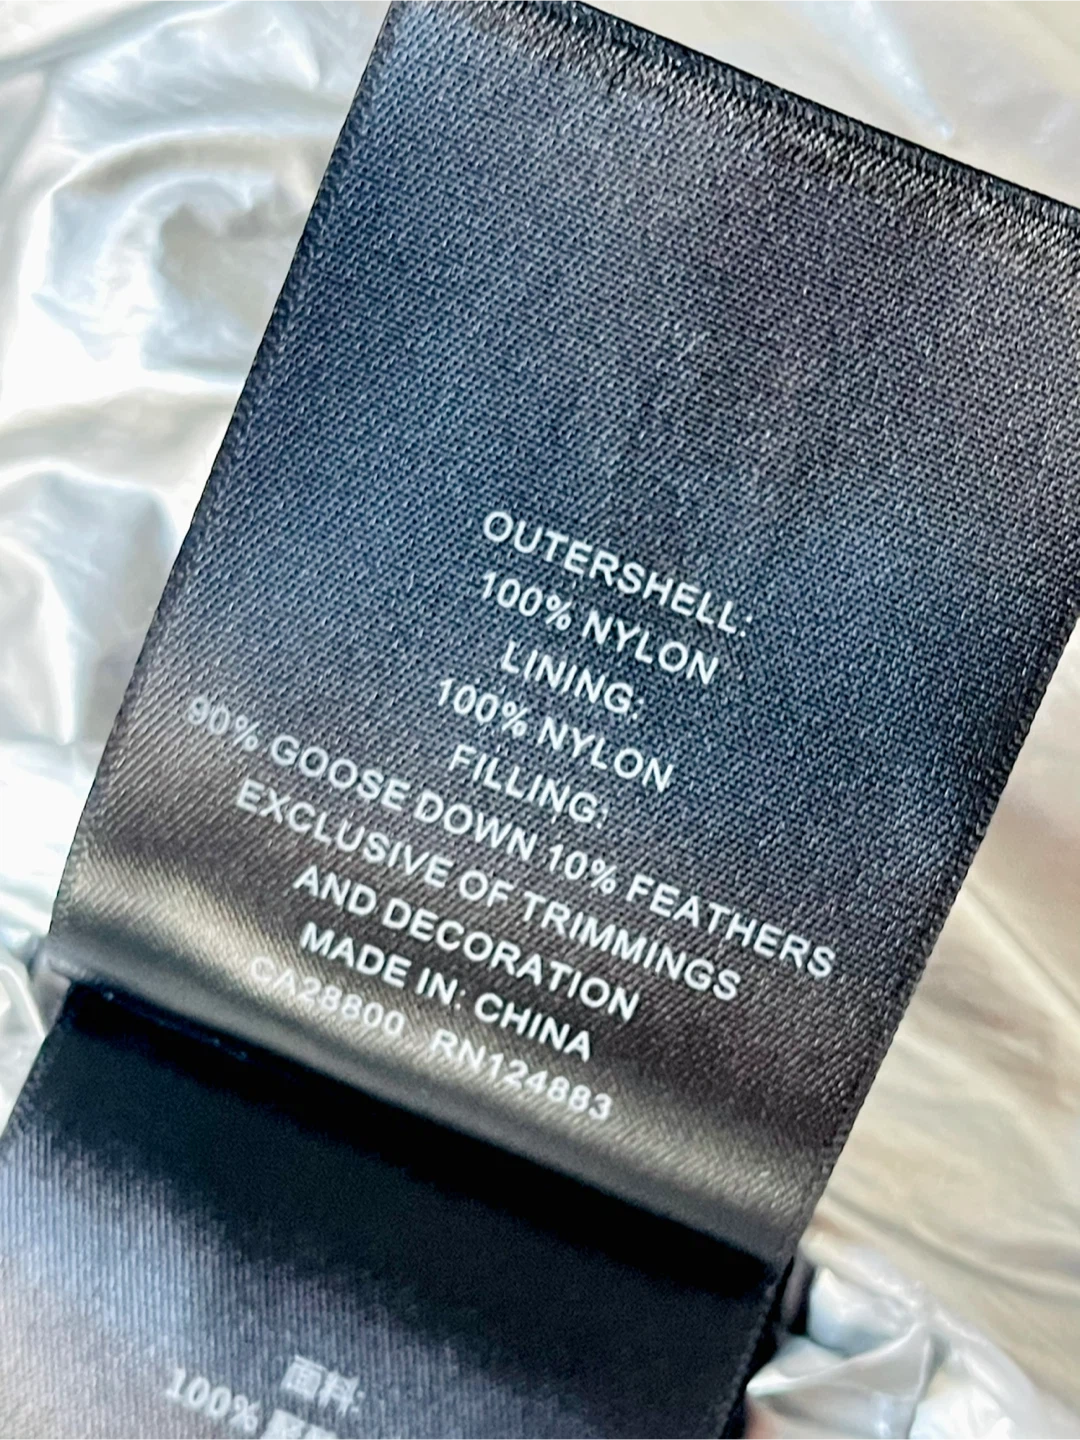 OUTERSHELL:
100% NYLON
LINING:
100% NYLON
FILLING:
90% GOOSE DOWN 10% FEATHERS
EXCLUSIVE OF TRIMMINGS
AND DECORATION
MADE IN: CHINA
CA28800 RN124883
面料:
100%